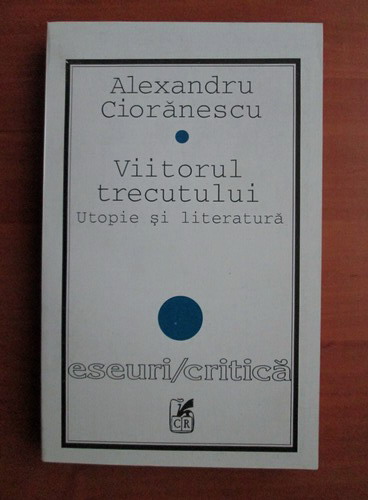 Alexandru
Ciorănescu
Viitorul
trecutului
Utopie și literatură
eseuri/critică
CR